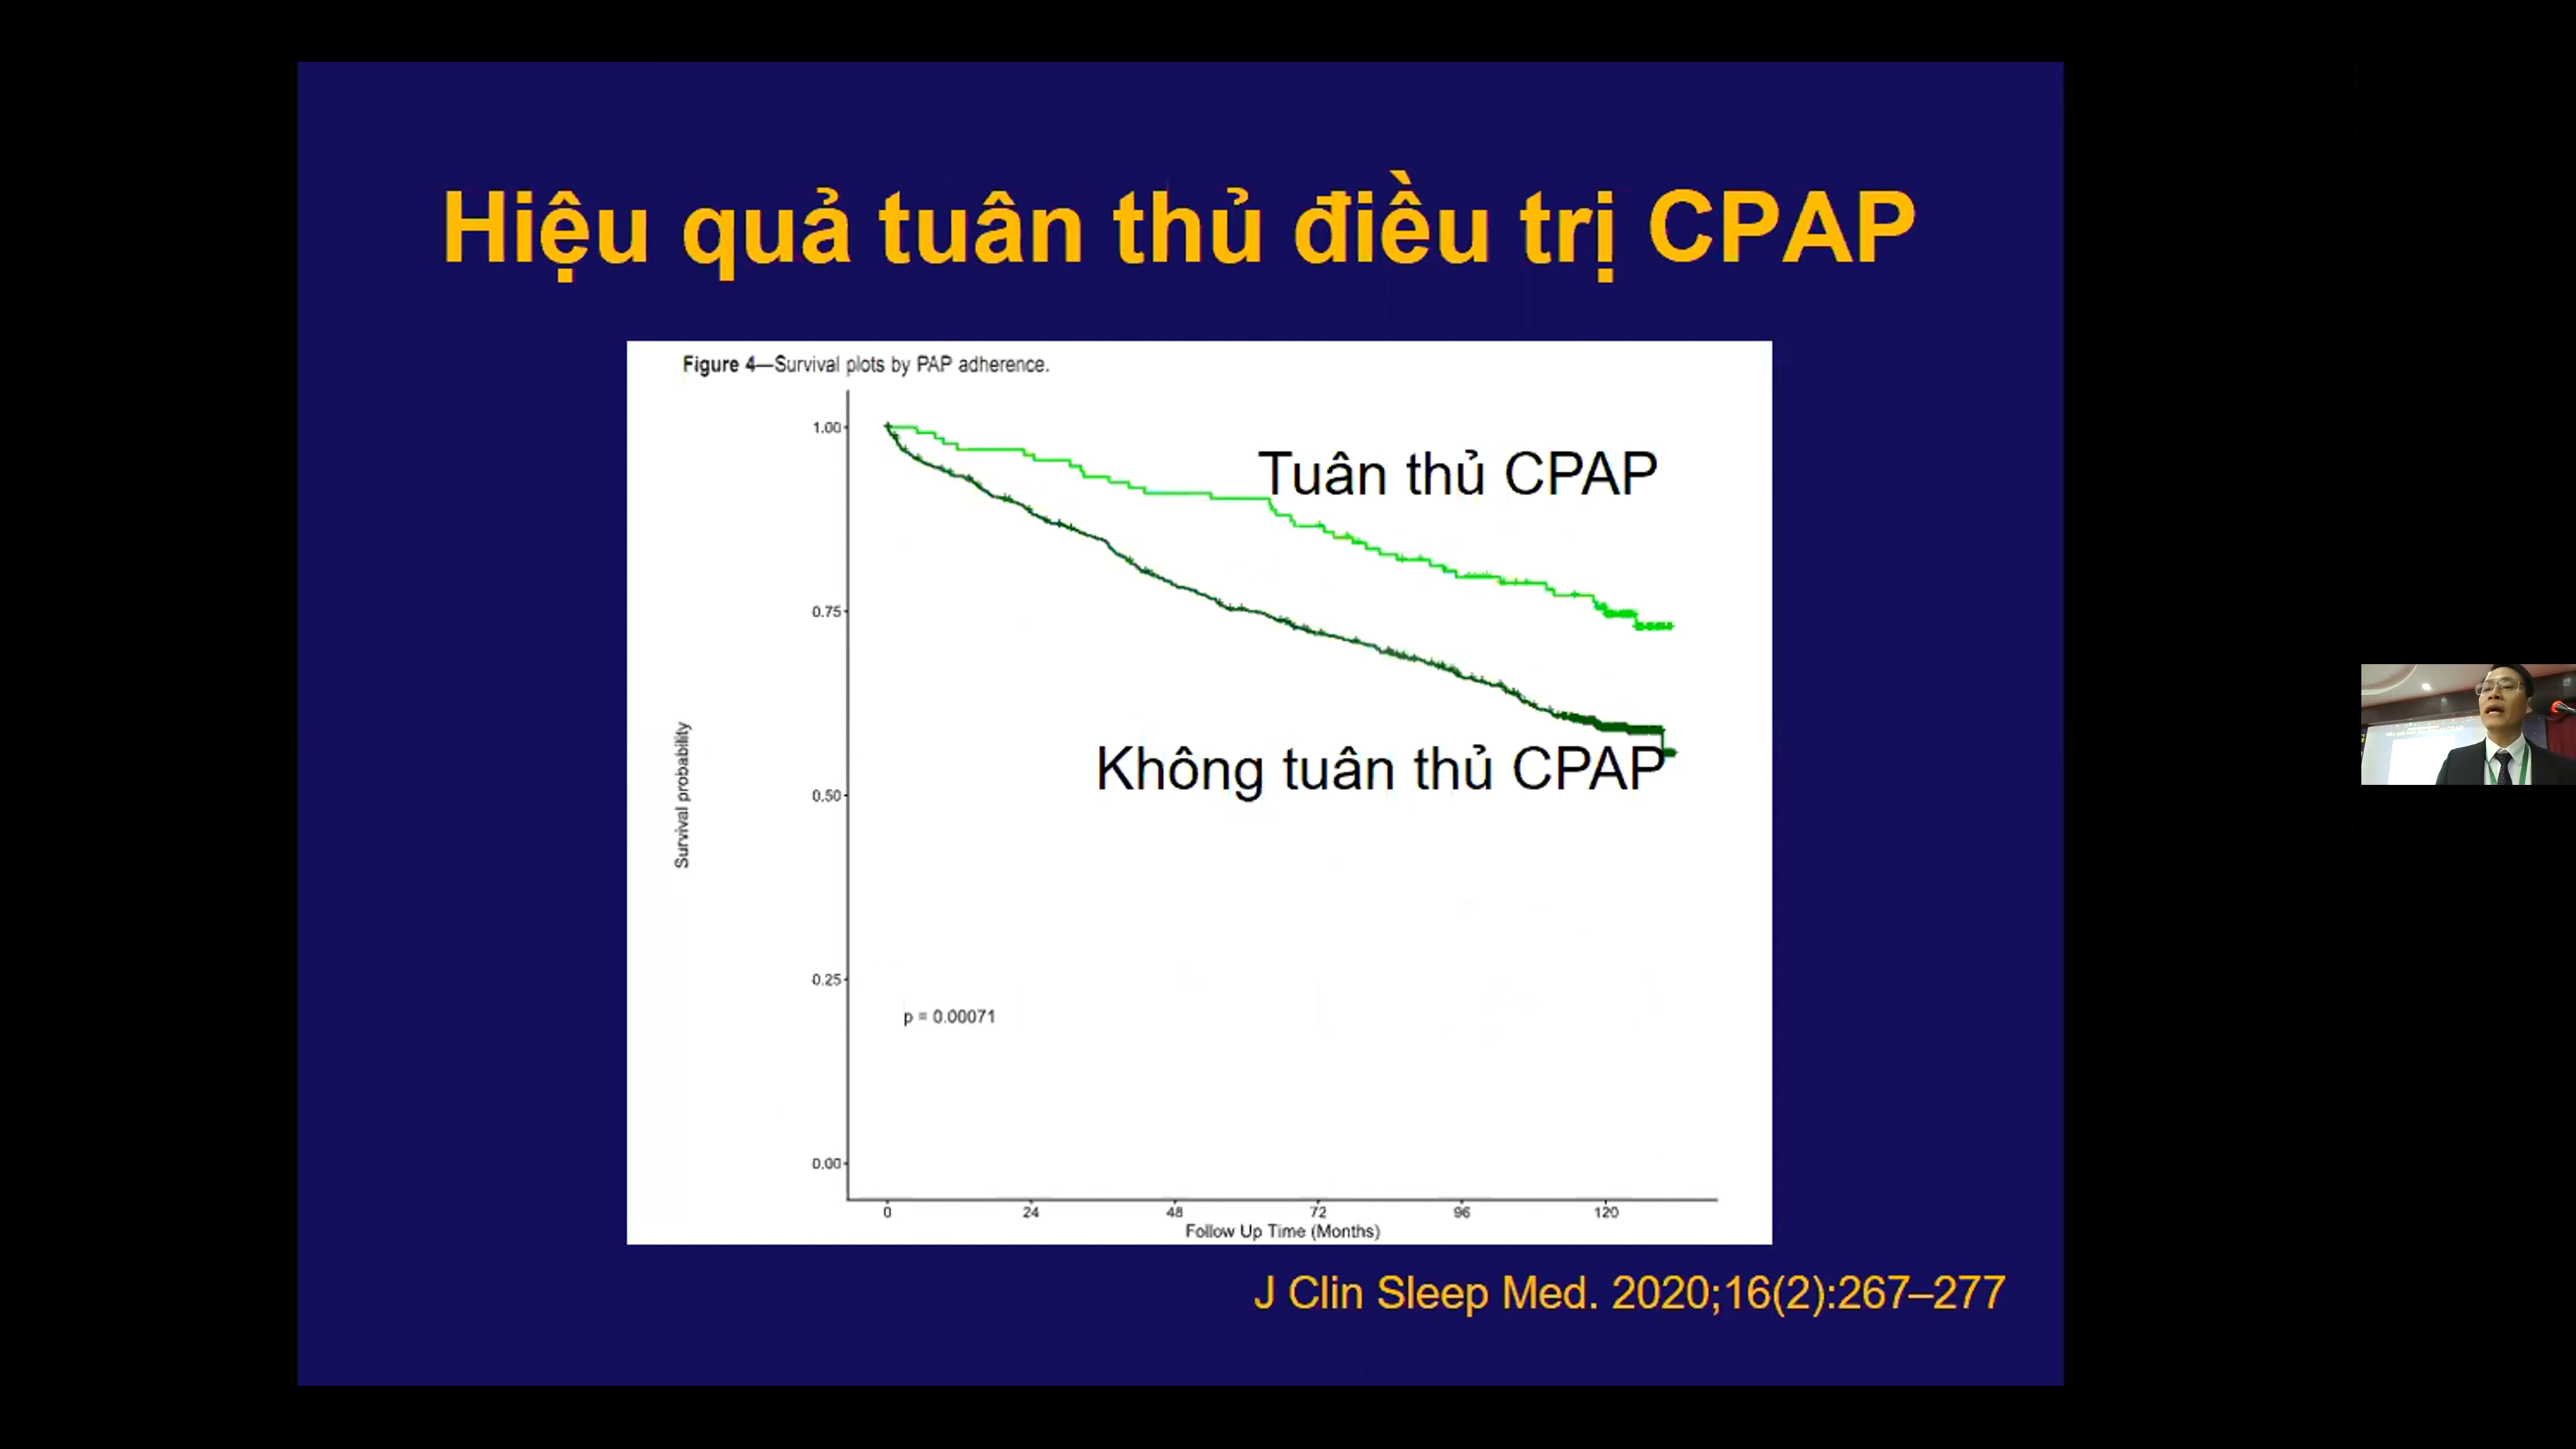 Hiệu quả tuân thủ điều trị CPAP
Figure 4—Survival plots by PAP adherence.
1.00
Tuân thủ CPAP
0.75
Survival probability
Không tuân thủ CPAP
0.50
0.25
p = 0.00071
0.00
0 24 48 72 96 120
Follow Up Time (Months)
J Clin Sleep Med. 2020;16(2):267–277